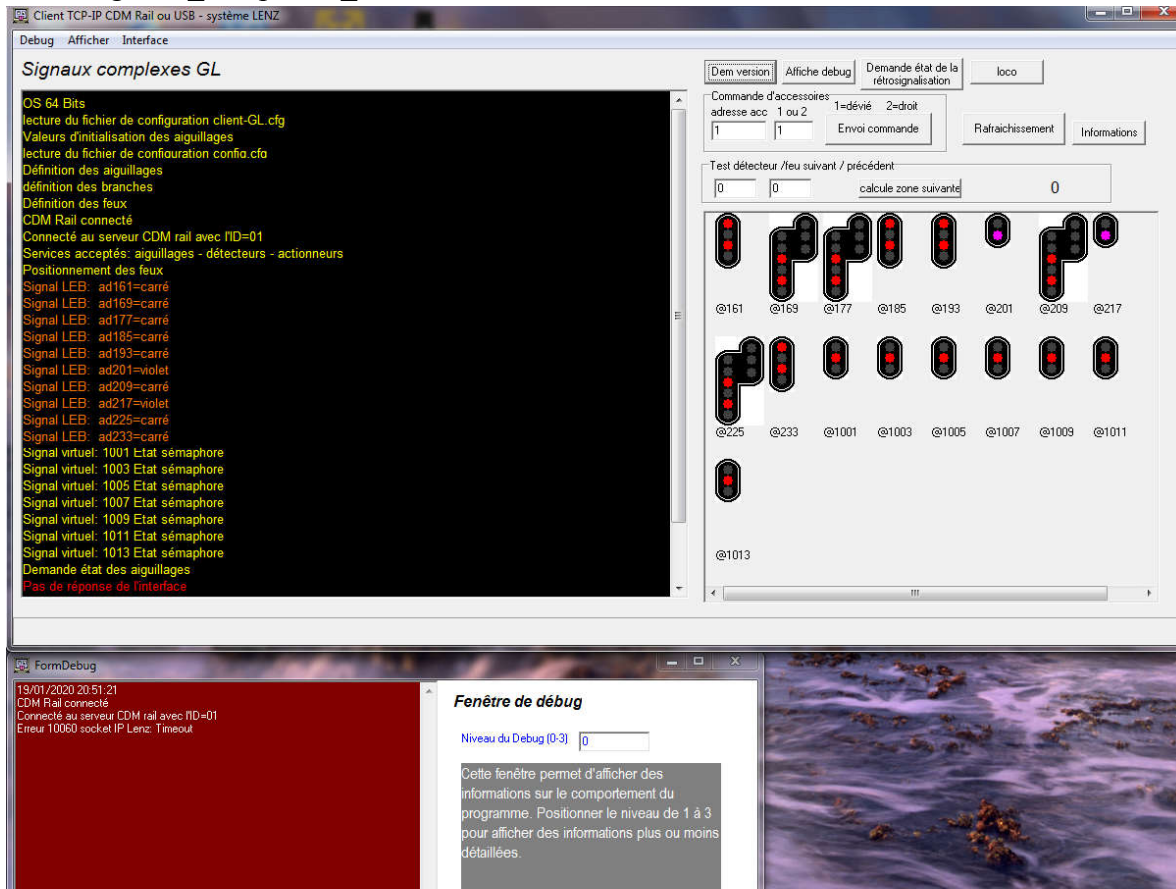 Client TCP-IP CDM Rail ou USB - système LENZ
Debug Afficher Interface
Signaux complexes GL
OS 64 Bits
lecture du fichier de configuration client-GL.cfg
Valeurs d'initialisation des aiguillages
lecture du fichier de configuration config.cfg
Définition des aiguillages
définition des branches
Définition des feux
CDM Rail connecté
Connecté au serveur CDM rail avec l'ID=01
Services acceptés: aiguillages - détecteurs - actionneurs
Positionnement des feux
Signal LEB: ad161=carré
Signal LEB: ad169=carré
Signal LEB: ad177=carré
Signal LEB: ad185=carré
Signal LEB: ad193=carré
Signal LEB: ad201=violet
Signal LEB: ad209=carré
Signal LEB: ad217=violet
Signal LEB: ad225=carré
Signal LEB: ad233=carré
Signal virtuel: 1001 Etat sémaphore
Signal virtuel: 1003 Etat sémaphore
Signal virtuel: 1005 Etat sémaphore
Signal virtuel: 1007 Etat sémaphore
Signal virtuel: 1009 Etat sémaphore
Signal virtuel: 1011 Etat sémaphore
Signal virtuel: 1013 Etat sémaphore
Demande état des aiguillages
Pas de réponse de l'interface
Dem version Affiche debug Demande état de la rétrosignalisation loco
Commande d'accessoires
adresse acc 1 ou 2 1=dévié 2=droit
1 1 Envoi commande Rafraichissement Informations
Test détecteur /feu suivant / précédent
0 0 calcule zone suivante 0
@161 @169 @177 @185 @193 @201 @209 @217
@225 @233 @1001 @1003 @1005 @1007 @1009 @1011
@1013
FormDebug
19/01/2020 20:51:21
CDM Rail connecté
Connecté au serveur CDM rail avec l'ID=01
Erreur 10060 socket IP Lenz: Timeout
Fenêtre de débug
Niveau du Debug (0-3) 0
Cette fenêtre permet d'afficher des
informations sur le comportement du
programme. Positionner le niveau de 1 à 3
pour afficher des informations plus ou moins
détaillées.